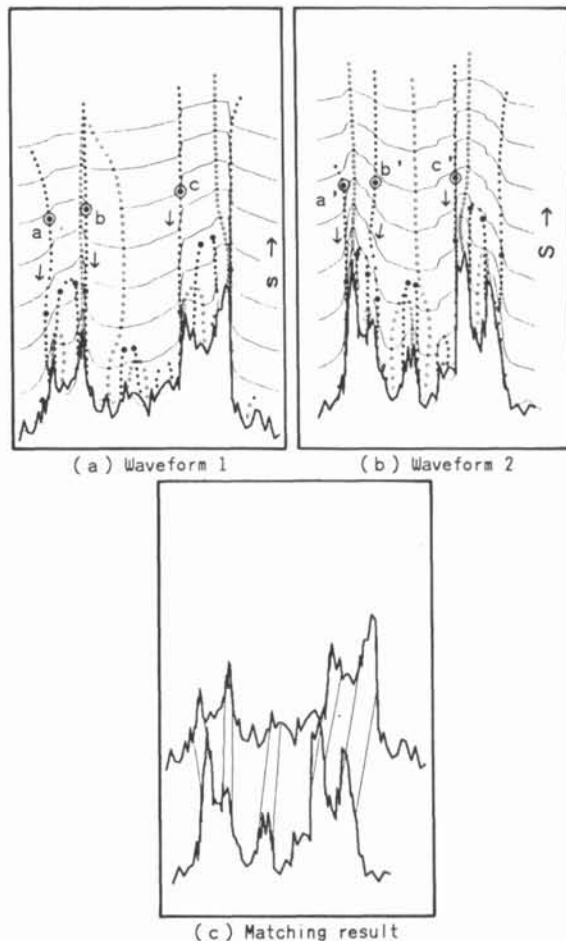 a
b
c
S →
(a) Waveform 1
a'
b'
c'
S →
(b) Waveform 2
(c) Matching result